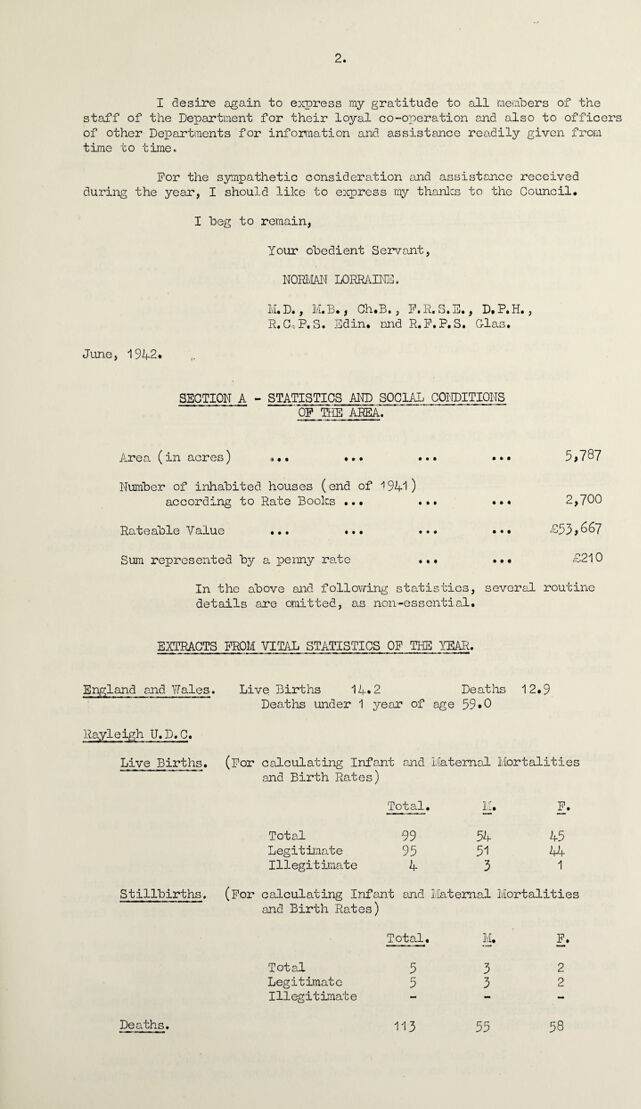 2.
I desire again to express my gratitude to all members of the
staff of the Department for their loyal co-operation and also to officers
of other Departments for information and assistance readily given from
time to time.
For the sympathetic consideration and assistance received
during the year, I should like to express my thanks to the Council.
I beg to remain,
Your obedient Servant,
NORMAN LORRAINE.
M.D., M.B., Ch.B., F.R.S.E., D.P.H.,
R.C.P.S. Edin. and R.F.P.S. Glas.
June, 1942.
SECTION A - STATISTICS AND SOCIAL CONDITIONS
OF THE AREA.
Area (in acres) ... ... ... ... 5,787
Number of inhabited houses (end of 1941)
according to Rate Books ... ... ... 2,700
Rateable Value ... ... ... ... £53,667
Sum represented by a penny rate ... ... £210
In the above and following statistics, several routine
details are omitted, as non-essential.
EXTRACTS FROM VITAL STATISTICS OF THE YEAR.
England and Wales. Live Births 14.2 Deaths 12.9
Deaths under 1 year of age 59.0
Rayleigh U.D.C.
Live Births. (For calculating Infant and Maternal Mortalities
and Birth Rates)
Total. M. F.
Total 99 54 45
Legitimate 95 51 44
Illegitimate 4 3 1
Stillbirths. (For calculating Infant and Maternal Mortalities
and Birth Rates)
Total. M. F.
Total 5 3 2
Legitimate 5 3 2
Illegitimate - - -
Deaths. 113 55 58